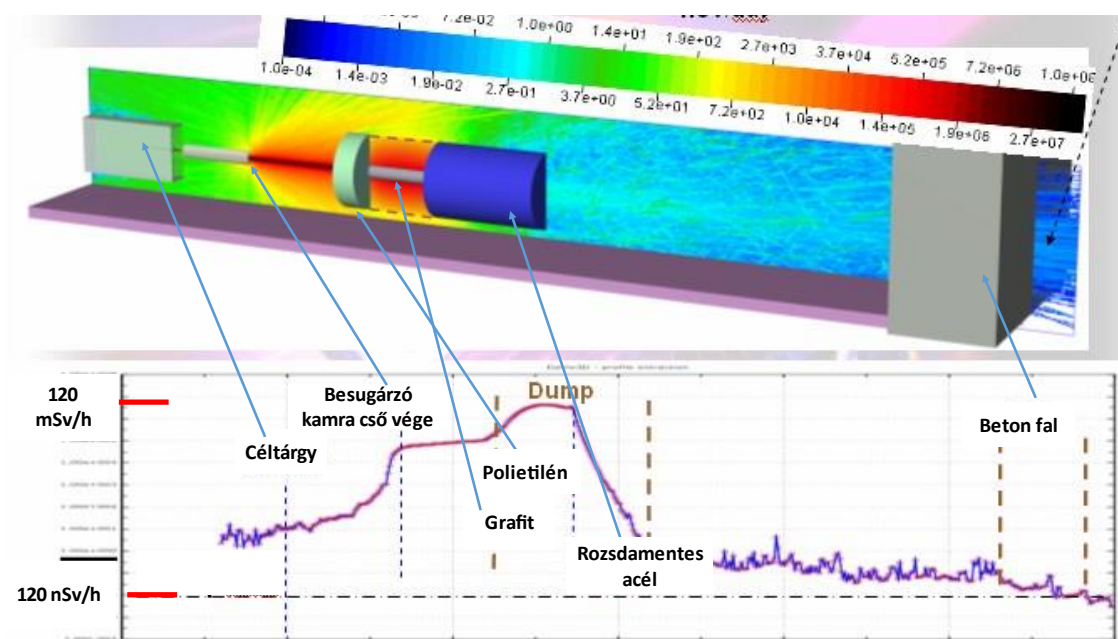 7.2e-02 1.0e+00 1.4e+01 1.9e+02 2.7e+03 3.7e+04 5.2e+05 7.2e+06
1.0e-04 1.4e-03 1.9e-02 2.7e-01 3.7e+00 5.2e+01 7.2e+02 1.0e+04 1.4e+05 1.9e+06 2.7e+07
120
mSv/h
Dump
Besugárzó
kamra cső vége
Céltárgy
Polietilén
Grafit
Rozsdamentes
acél
Beton fal
120 nSv/h